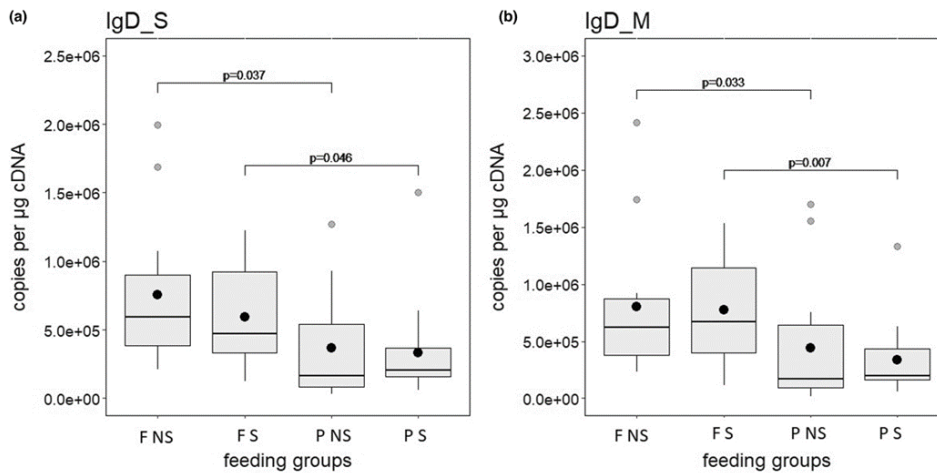 (a)
IgD_S
copies per µg cDNA
2.5e+06
2.0e+06
1.5e+06
1.0e+06
5.0e+05
0.0e+00
p=0.037
p=0.046
F NS
F S
P NS
P S
feeding groups
(b)
IgD_M
copies per µg cDNA
3.0e+06
2.5e+06
2.0e+06
1.5e+06
1.0e+06
5.0e+05
0.0e+00
p=0.033
p=0.007
F NS
F S
P NS
P S
feeding groups